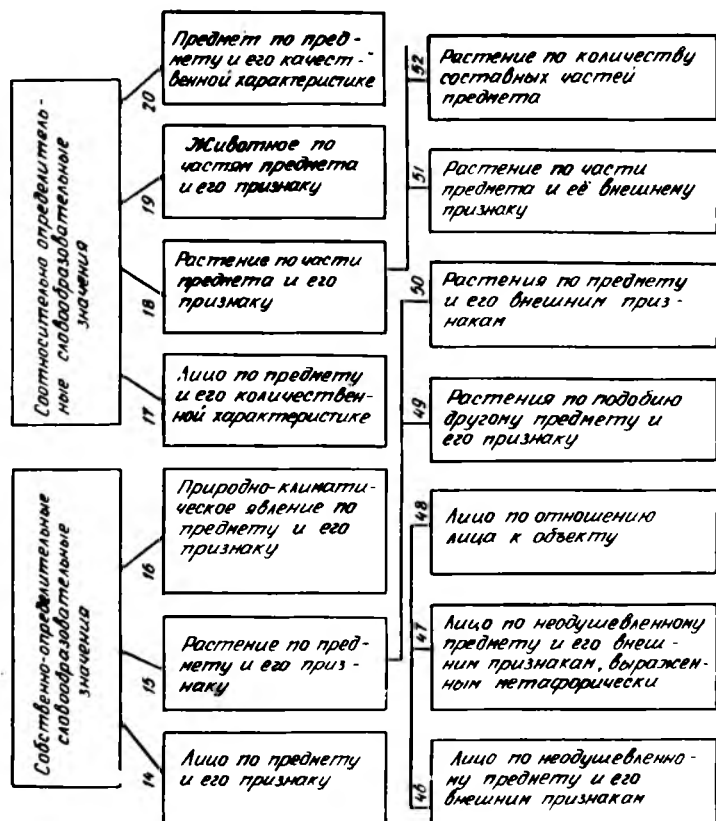 Соотносительно определитель-
ные словообразовательные
значения
Собственно-определительные
словообразовательные
значения
20
Предмет по пред-
мету и его качест-
венной характеристике
19
Животное по
частям предмета
и его признаку
18
Растение по части
предмета и его
признаку
17
Лицо по предмету
и его количествен-
ной характеристике
16
Природно-климати-
ческое явление по
предмету и его
признаку
15
Растение по пред-
мету и его приз-
наку
14
Лицо по предмету
и его признаку
52
Растение по количеству
составных частей
предмета
51
Растение по части
предмета и её внешнему
признаку
50
Растения по предмету
и его внешним приз-
накам
49
Растения по подобию
другому предмету и
его признаку
48
Лицо по отношению
лица к объекту
47
Лицо по неодушевленному
предмету и его внеш-
ним признакам, выражен-
ным метафорически
46
Лицо по неодушевленно-
му предмету и его
внешним признакам